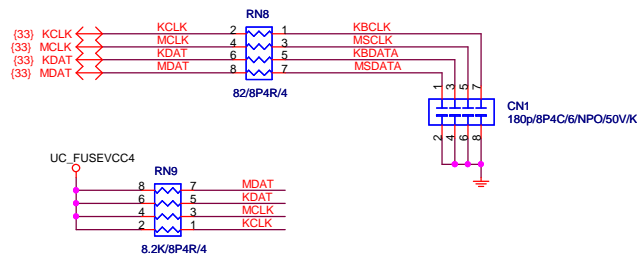 RN8
{33} KCLK KCLK 2 1 KBCLK
{33} MCLK MCLK 4 3 MSCLK
{33} KDAT KDAT 6 5 KBDATA
{33} MDAT MDAT 8 7 MSDATA
82/8P4R/4
1 3 5 7
CN1
180p/8P4C/6/NPO/50V/K
2 4 6 8
UC_FUSEVCC4
RN9
8 7 MDAT
6 5 KDAT
4 3 MCLK
2 1 KCLK
8.2K/8P4R/4